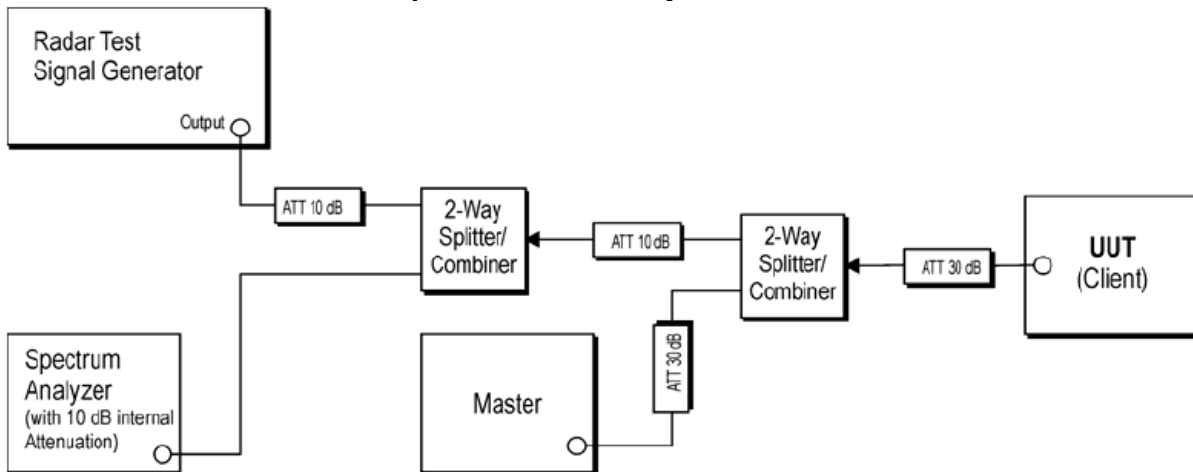 Radar Test
Signal Generator
Output
ATT 10 dB
2-Way
Splitter/
Combiner
ATT 10 dB
2-Way
Splitter/
Combiner
ATT 30 dB
UUT
(Client)
Spectrum
Analyzer
(with 10 dB internal
Attenuation)
Master
ATT 30 dB